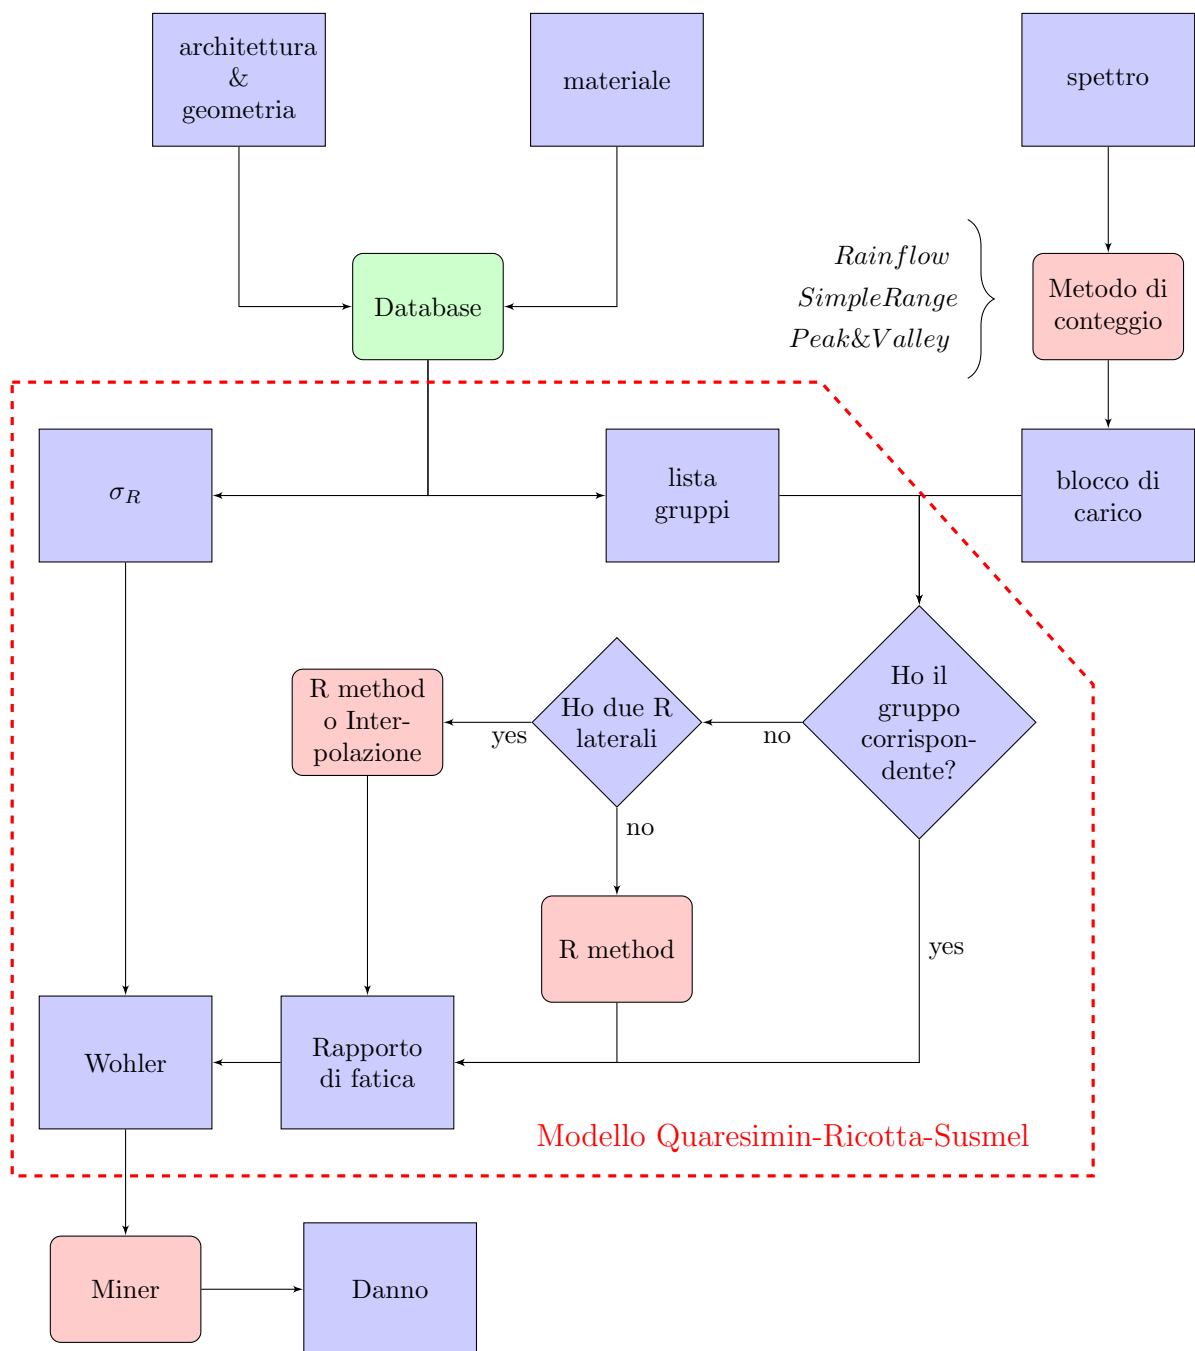 architettura
&
geometria
materiale
spettro
Rainflow
SimpleRange
Peak&Valley
Database
Metodo di
conteggio
σR
lista
gruppi
blocco di
carico
R method
o Inter-
polazione
Ho due R
laterali
Ho il
gruppo
corrispon-
dente?
yes
no
no
R method
yes
Wohler
Rapporto
di fatica
Modello Quaresimin-Ricotta-Susmel
Miner
Danno